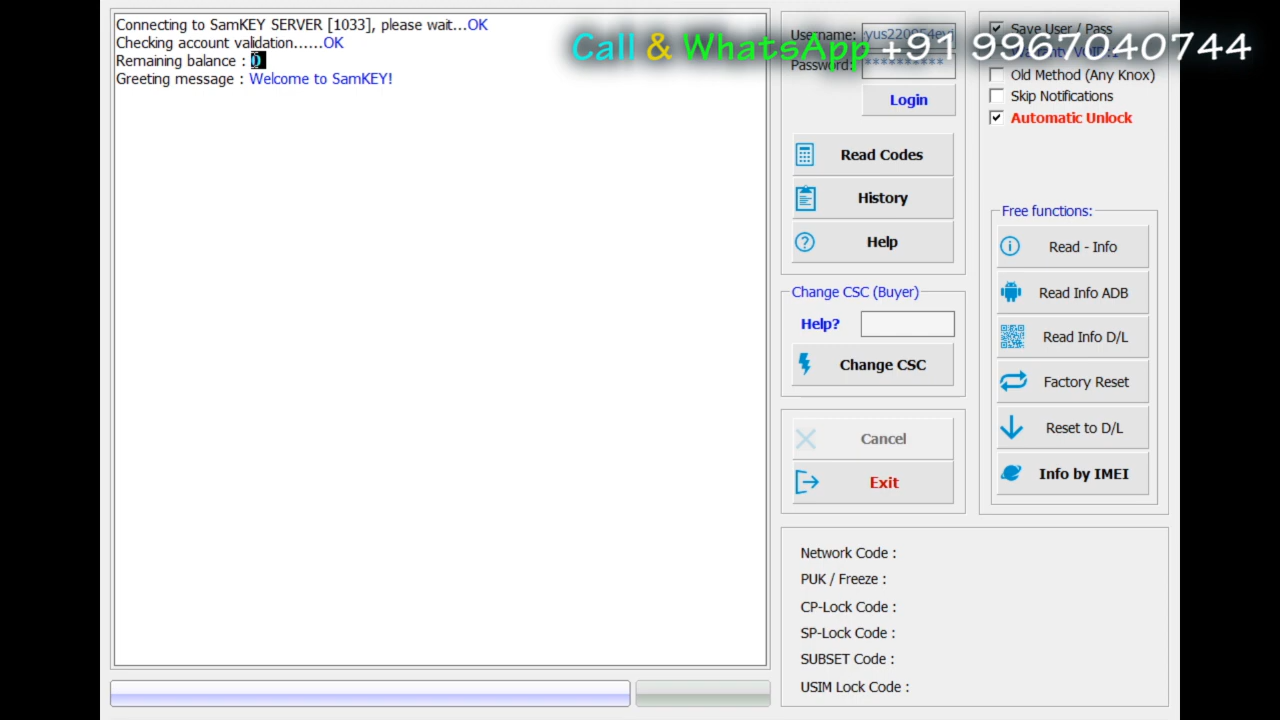 Connecting to SamKEY SERVER [1033], please wait...OK
Checking account validation......OK
Remaining balance : 0
Greeting message : Welcome to SamKEY!
Call & WhatsApp +91 9967040744
Username:
Password: **********
Login
Read Codes
History
Help
Change CSC (Buyer)
Help?
Change CSC
Cancel
Exit
Save User / Pass
Warranty VOID:1
Old Method (Any Knox)
Skip Notifications
Automatic Unlock
Free functions:
Read - Info
Read Info ADB
Read Info D/L
Factory Reset
Reset to D/L
Info by IMEI
Network Code :
PUK / Freeze :
CP-Lock Code :
SP-Lock Code :
SUBSET Code :
USIM Lock Code :